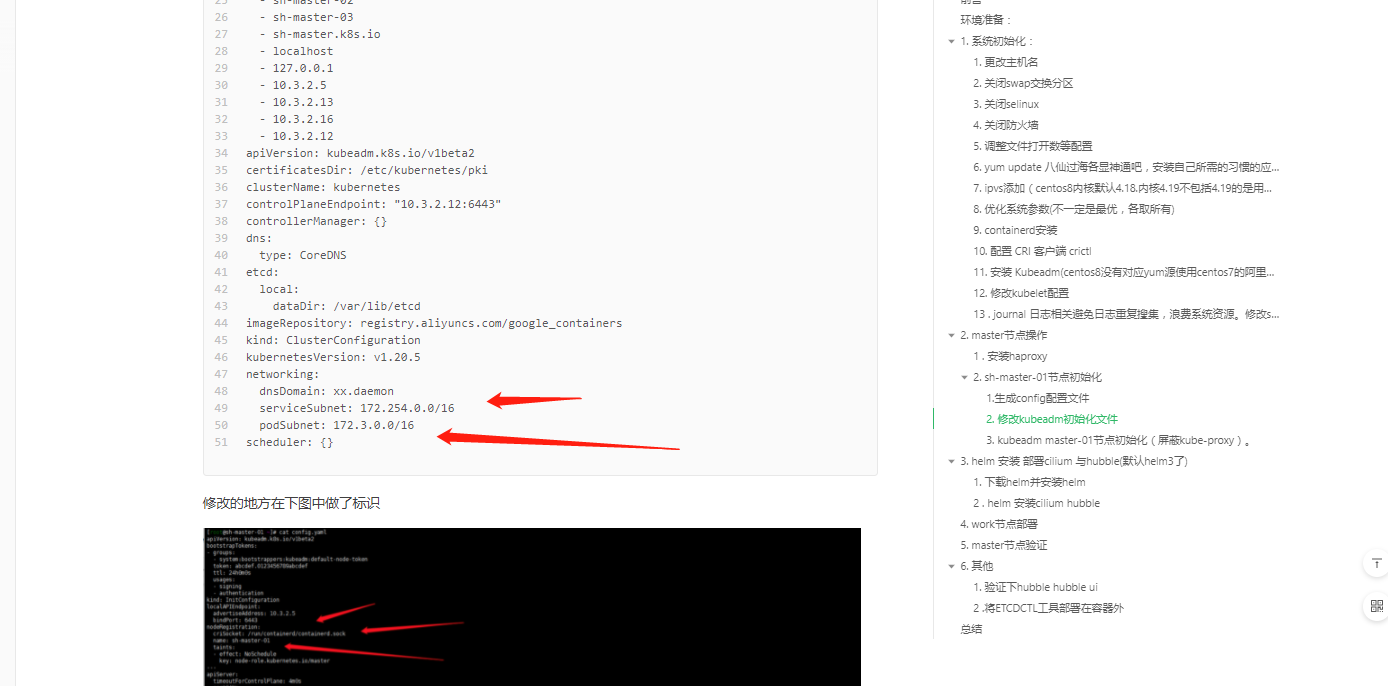 25   - sh-master-02
26   - sh-master-03
27   - sh-master.k8s.io
28   - localhost
29   - 127.0.0.1
30   - 10.3.2.5
31   - 10.3.2.13
32   - 10.3.2.16
33   - 10.3.2.12
34 apiVersion: kubeadm.k8s.io/v1beta2
35 certificatesDir: /etc/kubernetes/pki
36 clusterName: kubernetes
37 controlPlaneEndpoint: "10.3.2.12:6443"
38 controllerManager: {}
39 dns:
40   type: CoreDNS
41 etcd:
42   local:
43     dataDir: /var/lib/etcd
44 imageRepository: registry.aliyuncs.com/google_containers
45 kind: ClusterConfiguration
46 kubernetesVersion: v1.20.5
47 networking:
48   dnsDomain: xx.daemon
49   serviceSubnet: 172.254.0.0/16
50   podSubnet: 172.3.0.0/16
51 scheduler: {}
修改的地方在下图中做了标识
@sh-master-01 ]# cat config.yaml
apiVersion: kubeadm.k8s.io/v1beta2
bootstrapTokens:
- groups:
  - system:bootstrappers:kubeadm:default-node-token
  token: abcdef.0123456789abcdef
  ttl: 24h0m0s
  usages:
  - signing
  - authentication
kind: InitConfiguration
localAPIEndpoint:
  advertiseAddress: 10.3.2.5
  bindPort: 6443
nodeRegistration:
  criSocket: /run/containerd/containerd.sock
  name: sh-master-01
  taints:
  - effect: NoSchedule
    key: node-role.kubernetes.io/master
---
apiServer:
  timeoutForControlPlane: 4m0s
前言
环境准备：
1. 系统初始化：
1. 更改主机名
2. 关闭swap交换分区
3. 关闭selinux
4. 关闭防火墙
5. 调整文件打开数等配置
6. yum update 八仙过海各显神通吧，安装自己所需的习惯的应...
7. ipvs添加（centos8内核默认4.18.内核4.19不包括4.19的是用...
8. 优化系统参数(不一定是最优，各取所有)
9. containerd安装
10. 配置 CRI 客户端 crictl
11. 安装 Kubeadm(centos8没有对应yum源使用centos7的阿里...
12. 修改kubelet配置
13 . journal 日志相关避免日志重复搜集，浪费系统资源。修改s...
2. master节点操作
1 . 安装haproxy
2. sh-master-01节点初始化
1.生成config配置文件
2. 修改kubeadm初始化文件
3. kubeadm master-01节点初始化（屏蔽kube-proxy）。
3. helm 安装 部署cilium 与hubble(默认helm3了)
1. 下载helm并安装helm
2 . helm 安装cilium hubble
4. work节点部署
5. master节点验证
6. 其他
1. 验证下hubble hubble ui
2 .将ETCDCTL工具部署在容器外
总结